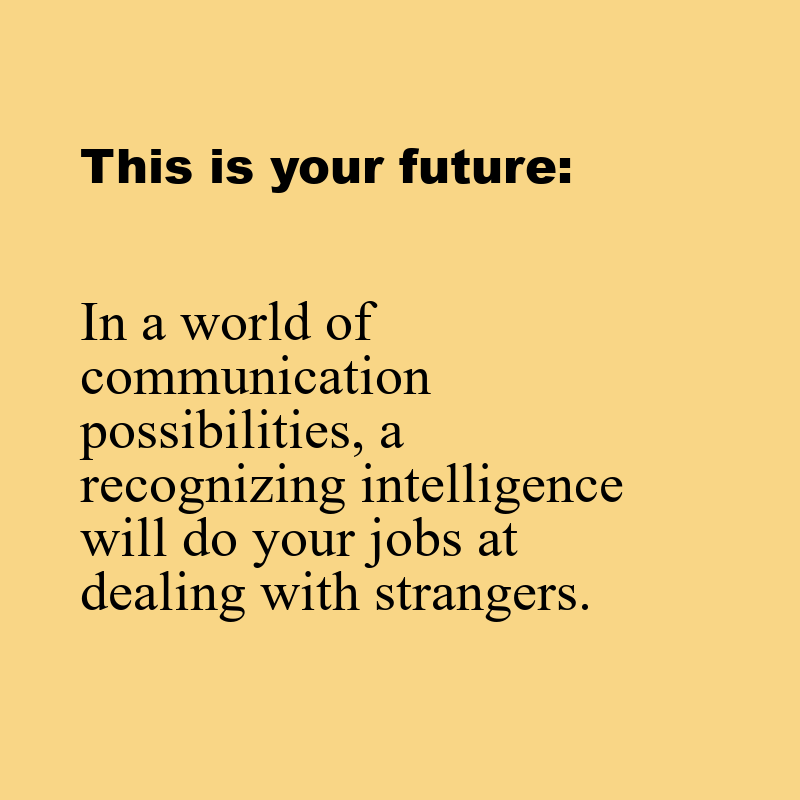 This is your future:
In a world of
communication
possibilities, a
recognizing intelligence
will do your jobs at
dealing with strangers.